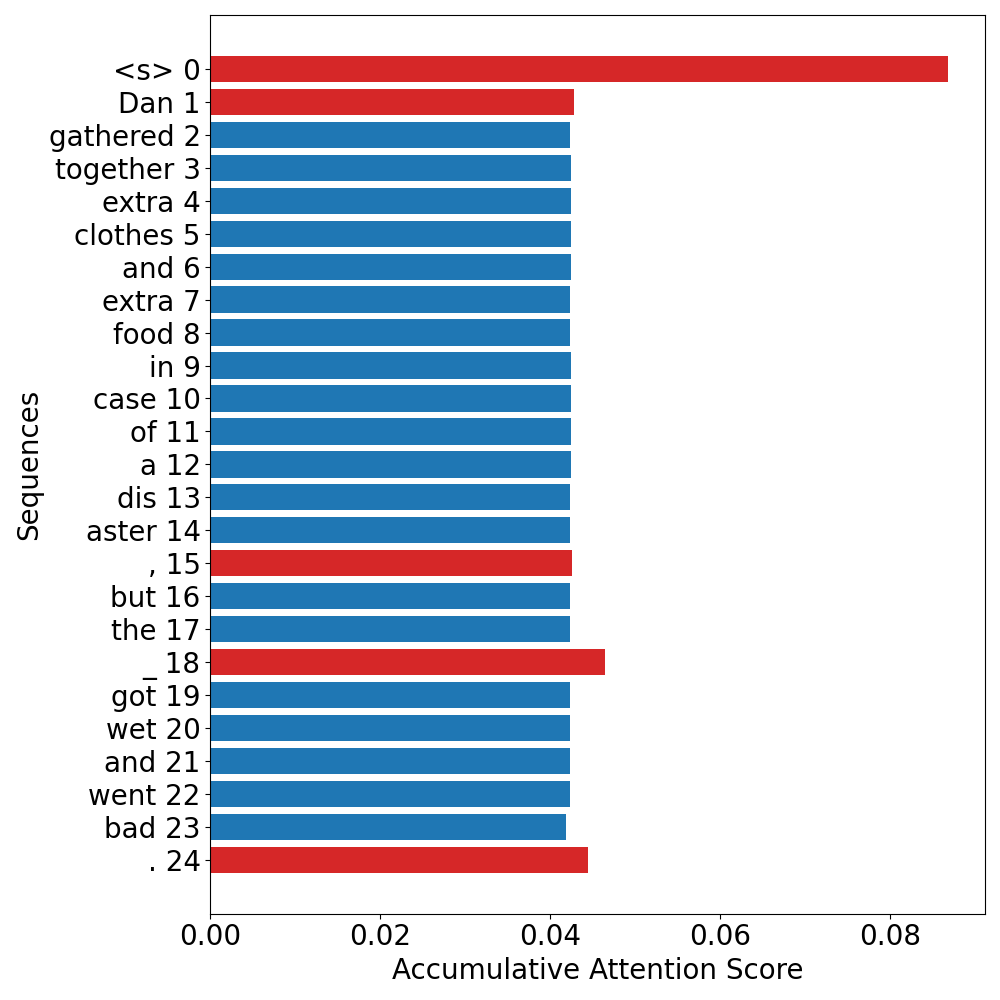 <s> 0
Dan 1
gathered 2
together 3
extra 4
clothes 5
and 6
extra 7
food 8
in 9
case 10
of 11
a 12
dis 13
aster 14
, 15
but 16
the 17
_ 18
got 19
wet 20
and 21
went 22
bad 23
. 24
Sequences
0.00 0.02 0.04 0.06 0.08
Accumulative Attention Score